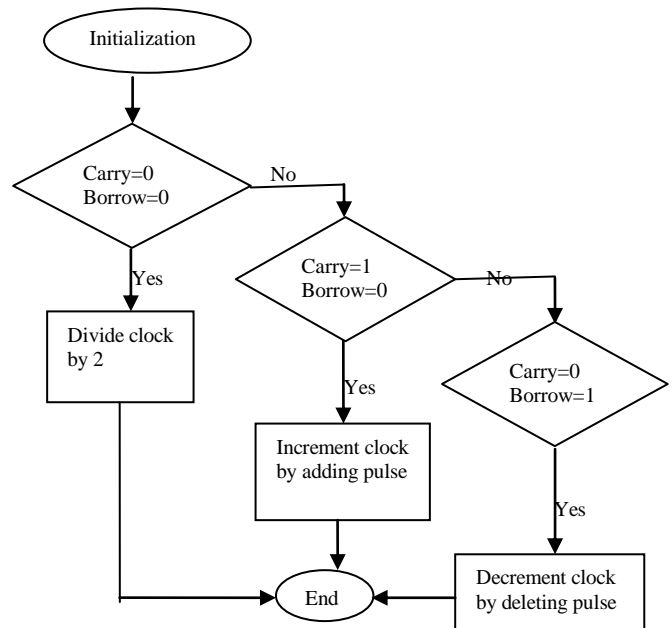 Initialization
Carry=0
Borrow=0
No
Yes
Carry=1
Borrow=0
No
Divide clock
by 2
Carry=0
Borrow=1
Yes
Increment clock
by adding pulse
Yes
End
Decrement clock
by deleting pulse